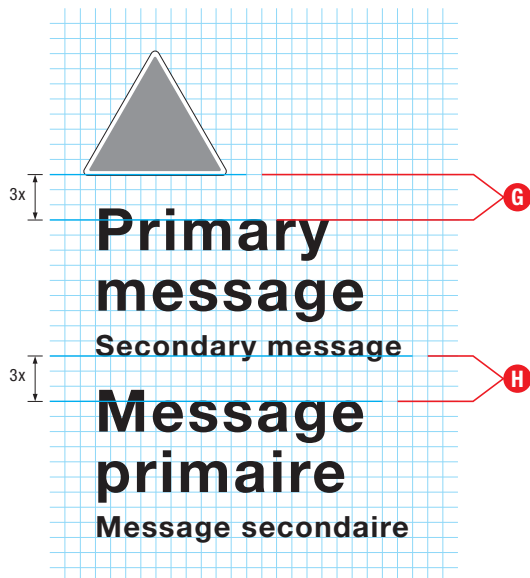 3x
G
Primary
message
Secondary message
3x
H
Message
primaire
Message secondaire